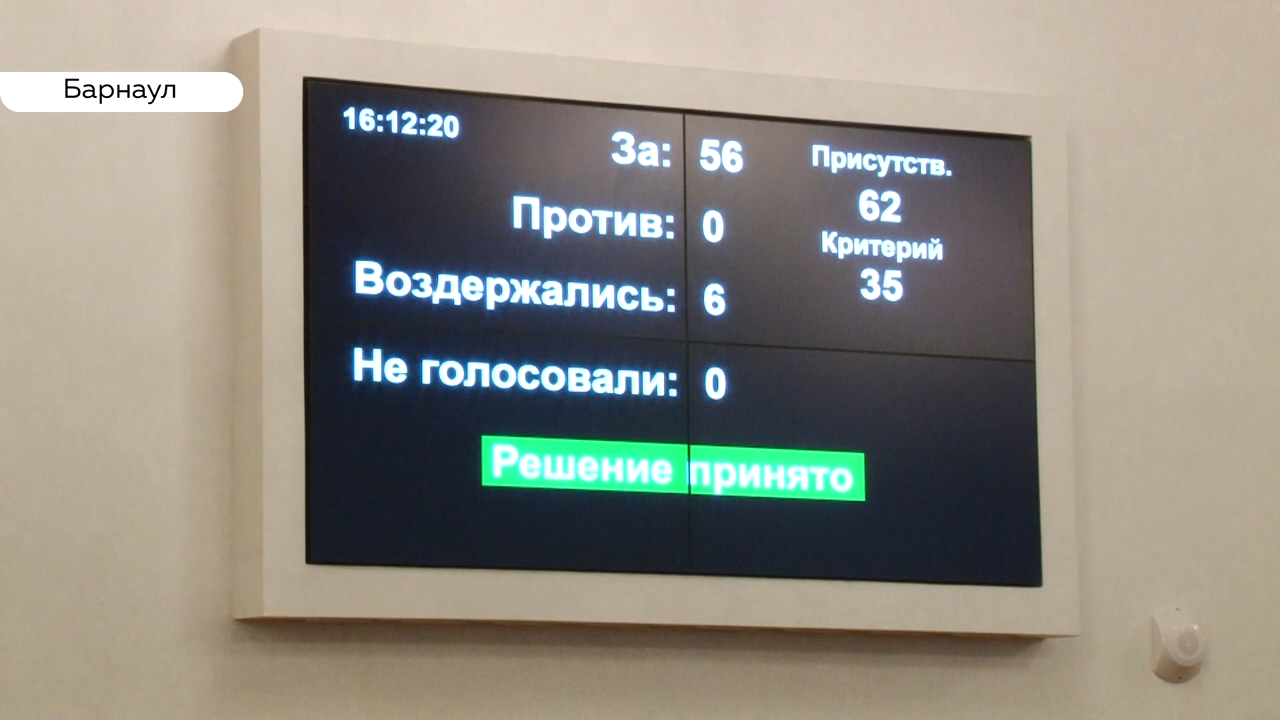 Барнаул
16:12:20
За: 56
Против: 0
Воздержались: 6
Не голосовали: 0
Присутств.
62
Критерий
35
Решение принято